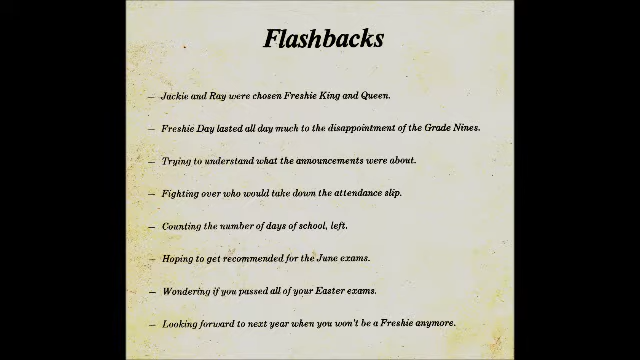 Flashbacks
— Jackie and Ray were chosen Freshie King and Queen.
— Freshie Day lasted all day much to the disappointment of the Grade Nines.
— Trying to understand what the announcements were about.
— Fighting over who would take down the attendance slip.
— Counting the number of days of school, left.
— Hoping to get recommended for the June exams.
— Wondering if you passed all of your Easter exams.
— Looking forward to next year when you won't be a Freshie anymore.